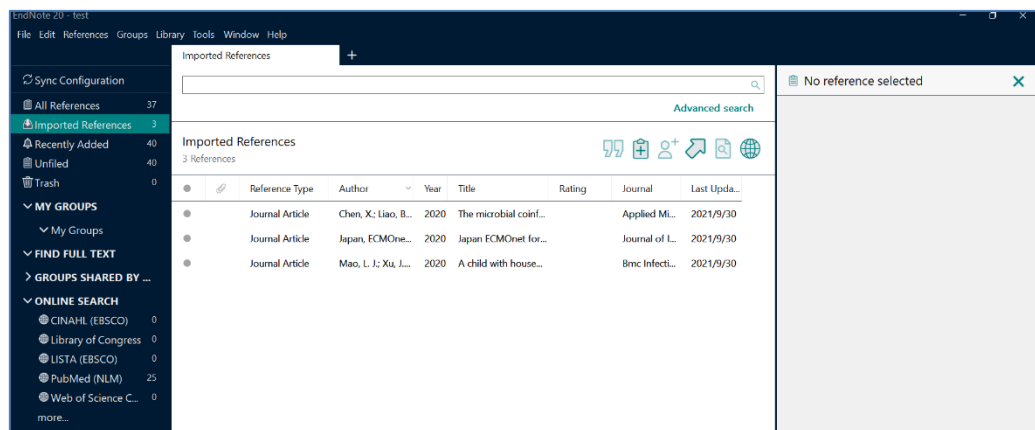 EndNote 20 - test
File Edit References Groups Library Tools Window Help
Imported References
Sync Configuration
All References 37
Imported References 3
Recently Added 40
Unfiled 40
Trash 0
MY GROUPS
My Groups
FIND FULL TEXT
GROUPS SHARED BY ...
ONLINE SEARCH
CINAHL (EBSCO) 0
Library of Congress 0
LISTA (EBSCO) 0
PubMed (NLM) 25
Web of Science C... 0
more...
Advanced search
Imported References
3 References
Reference Type Author Year Title Rating Journal Last Upda...
Journal Article Chen, X.; Liao, B... 2020 The microbial coinf... Applied Mi... 2021/9/30
Journal Article Japan, ECMOne... 2020 Japan ECMOnet for... Journal of I... 2021/9/30
Journal Article Mao, L. J.; Xu, J.... 2020 A child with house... Bmc Infecti... 2021/9/30
No reference selected